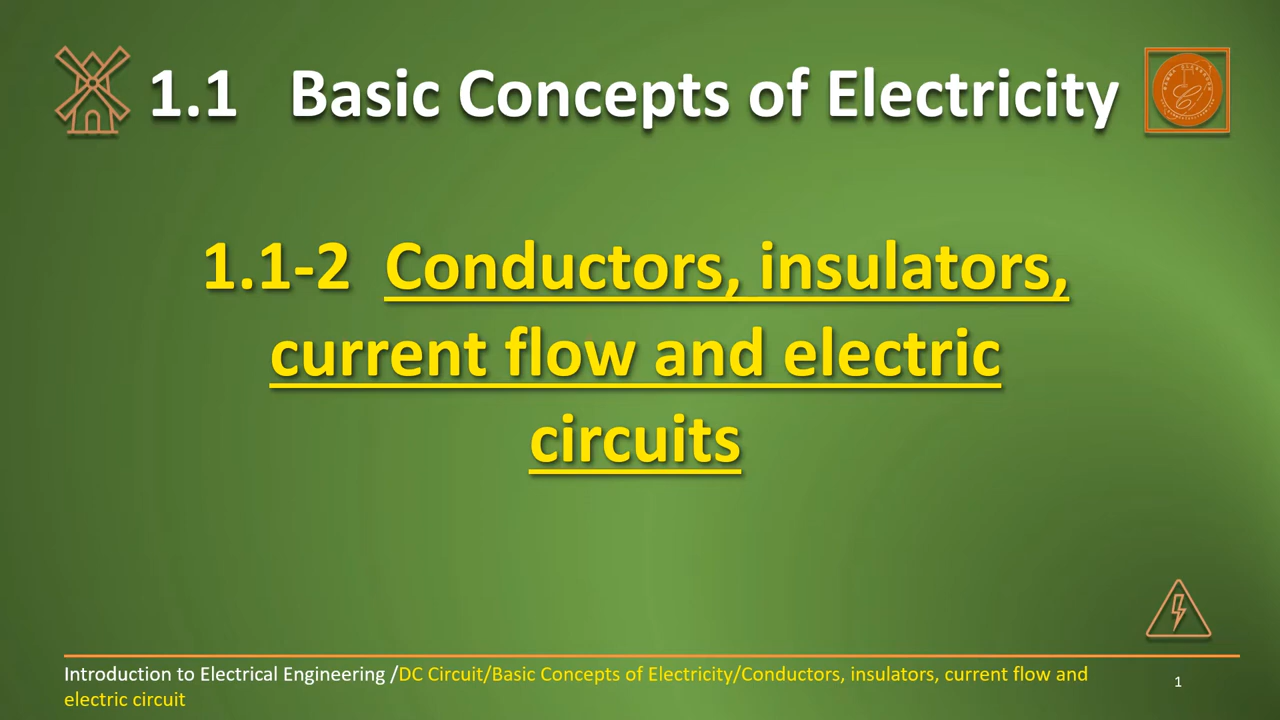 1.1 Basic Concepts of Electricity
1.1-2 Conductors, insulators,
current flow and electric
circuits
Introduction to Electrical Engineering /DC Circuit/Basic Concepts of Electricity/Conductors, insulators, current flow and
electric circuit
1